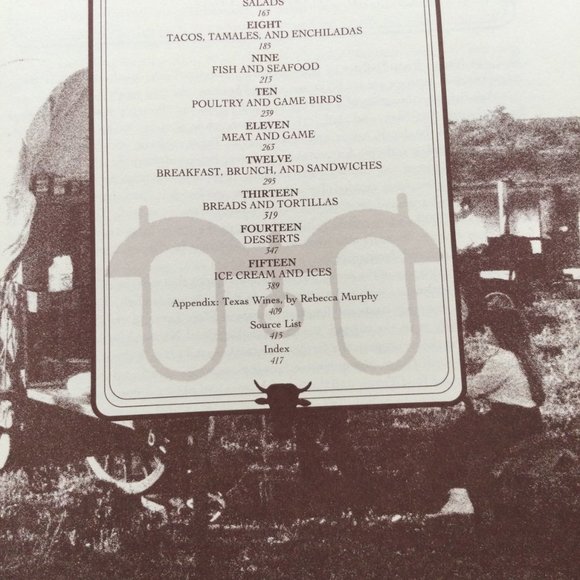 SALADS
163
EIGHT
TACOS, TAMALES, AND ENCHILADAS
185
NINE
FISH AND SEAFOOD
213
TEN
POULTRY AND GAME BIRDS
239
ELEVEN
MEAT AND GAME
263
TWELVE
BREAKFAST, BRUNCH, AND SANDWICHES
295
THIRTEEN
BREADS AND TORTILLAS
319
FOURTEEN
DESSERTS
347
FIFTEEN
ICE CREAM AND ICES
389
Appendix: Texas Wines, by Rebecca Murphy
409
Source List
415
Index
417